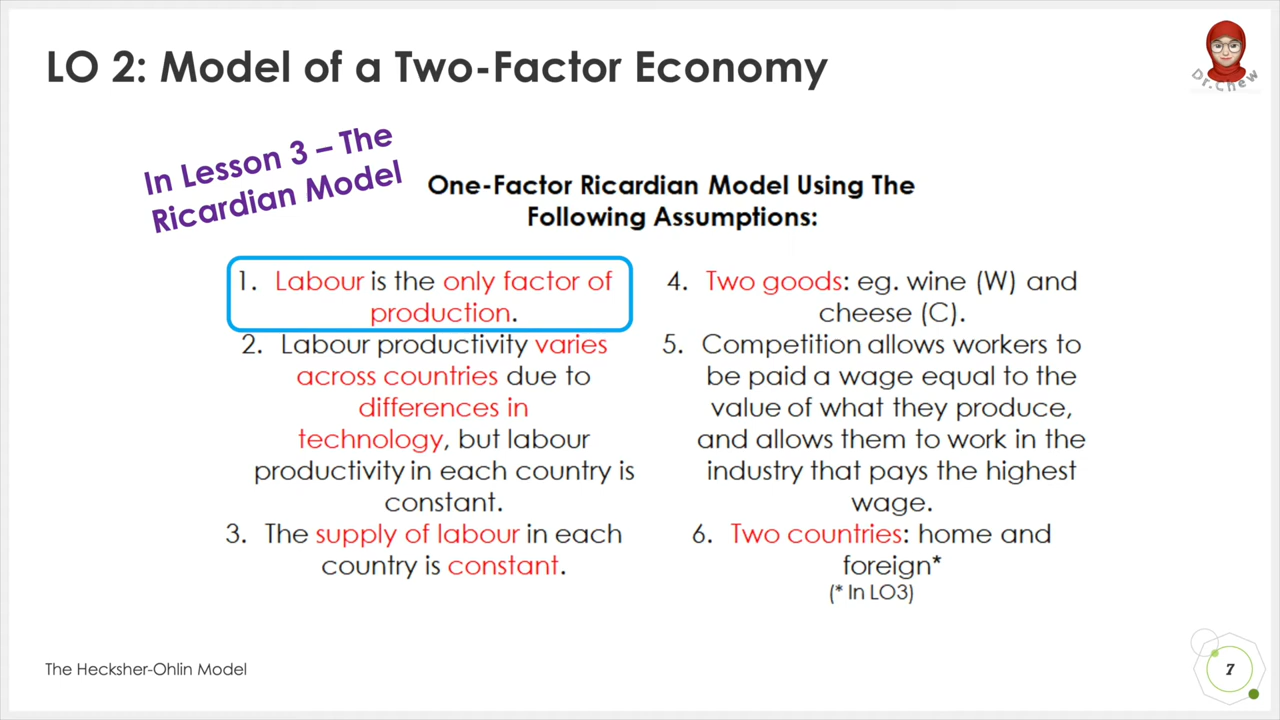 LO 2: Model of a Two-Factor Economy
Dr.Chew
In Lesson 3 – The
Ricardian Model
One-Factor Ricardian Model Using The
Following Assumptions:
1. Labour is the only factor of
production.
2. Labour productivity varies
across countries due to
differences in
technology, but labour
productivity in each country is
constant.
3. The supply of labour in each
country is constant.
4. Two goods: eg. wine (W) and
cheese (C).
5. Competition allows workers to
be paid a wage equal to the
value of what they produce,
and allows them to work in the
industry that pays the highest
wage.
6. Two countries: home and
foreign*
(* In LO3)
The Hecksher-Ohlin Model
7